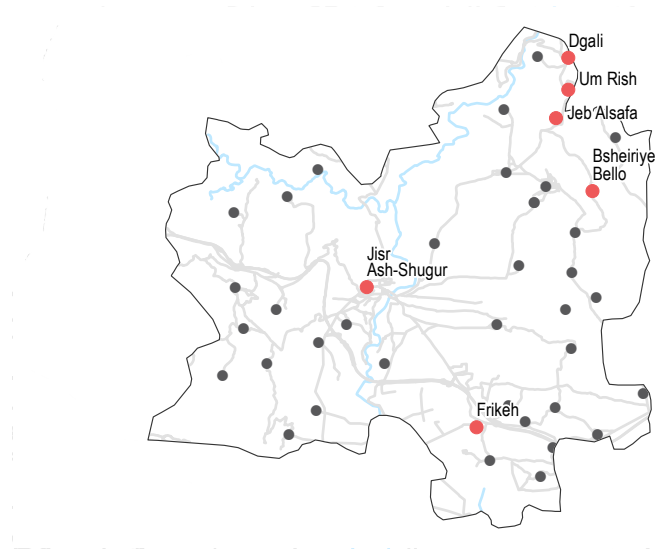 Dgali
Um Rish
Jeb Alsafa
Bsheiriye
Bello
Jisr
Ash-Shugur
Frikeh